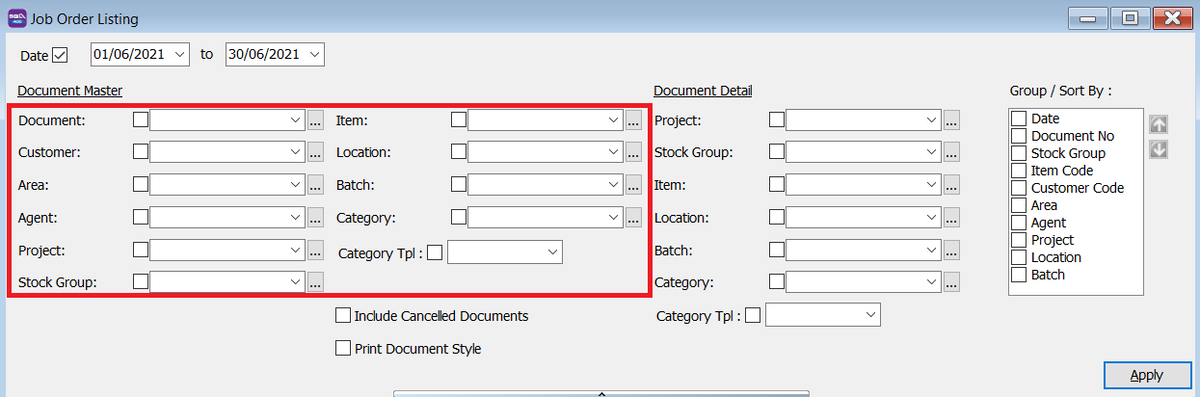 Job Order Listing
Date 01/06/2021 to 30/06/2021
Document Master
Document: ... Item: ...
Customer: ... Location: ...
Area: ... Batch: ...
Agent: ... Category: ...
Project: ... Category Tpl :
Stock Group: ...
Include Cancelled Documents
Print Document Style
Document Detail
Project: ...
Stock Group: ...
Item: ...
Location: ...
Batch: ...
Category: ...
Category Tpl :
Group / Sort By :
Date
Document No
Stock Group
Item Code
Customer Code
Area
Agent
Project
Location
Batch
Apply